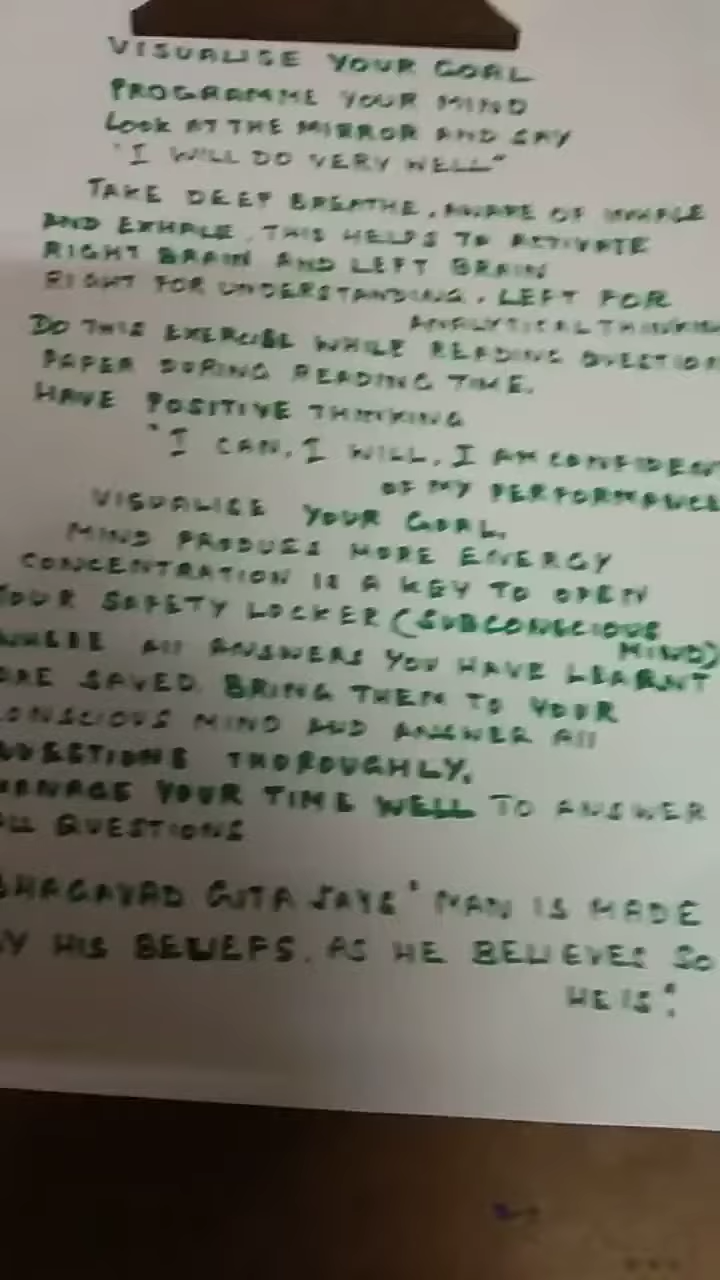 VISUALISE YOUR GOAL
PROGRAMME YOUR MIND
LOOK AT THE MIRROR AND SAY
"I WILL DO VERY WELL"
TAKE DEEP BREATHE, AWARE OF INHALE
AND EXHALE. THIS HELPS TO ACTIVATE
RIGHT BRAIN AND LEFT BRAIN
RIGHT FOR UNDERSTANDING. LEFT FOR
ANALYTICAL THINKIN
DO THIS EXERCISE WHILE READING QUESTION
PAPER DURING READING TIME.
HAVE POSITIVE THINKING
"I CAN, I WILL, I AM CONFIDEN
OF MY PERFORMANCE
VISUALISE YOUR GOAL.
MIND PRODUES MORE ENERGY
CONCENTRATION IS A KEY TO OPEN
OUR SAFETY LOCKER (SUBCONSCIOUS
MIND)
WHERE All ANSWERS YOU HAVE LEARNT
ARE SAVED. BRING THEM TO YOUR
ONSCIOUS MIND AND ANSWER All
QUESTIONS THOROUGHLY.
MANAGE YOUR TIME WELL TO ANSWER
ALL QUESTIONS
BHAGAVAD GITA SAYS "MAN IS MADE
BY HIS BELIEFS. AS HE BELIEVES SO
HE IS".